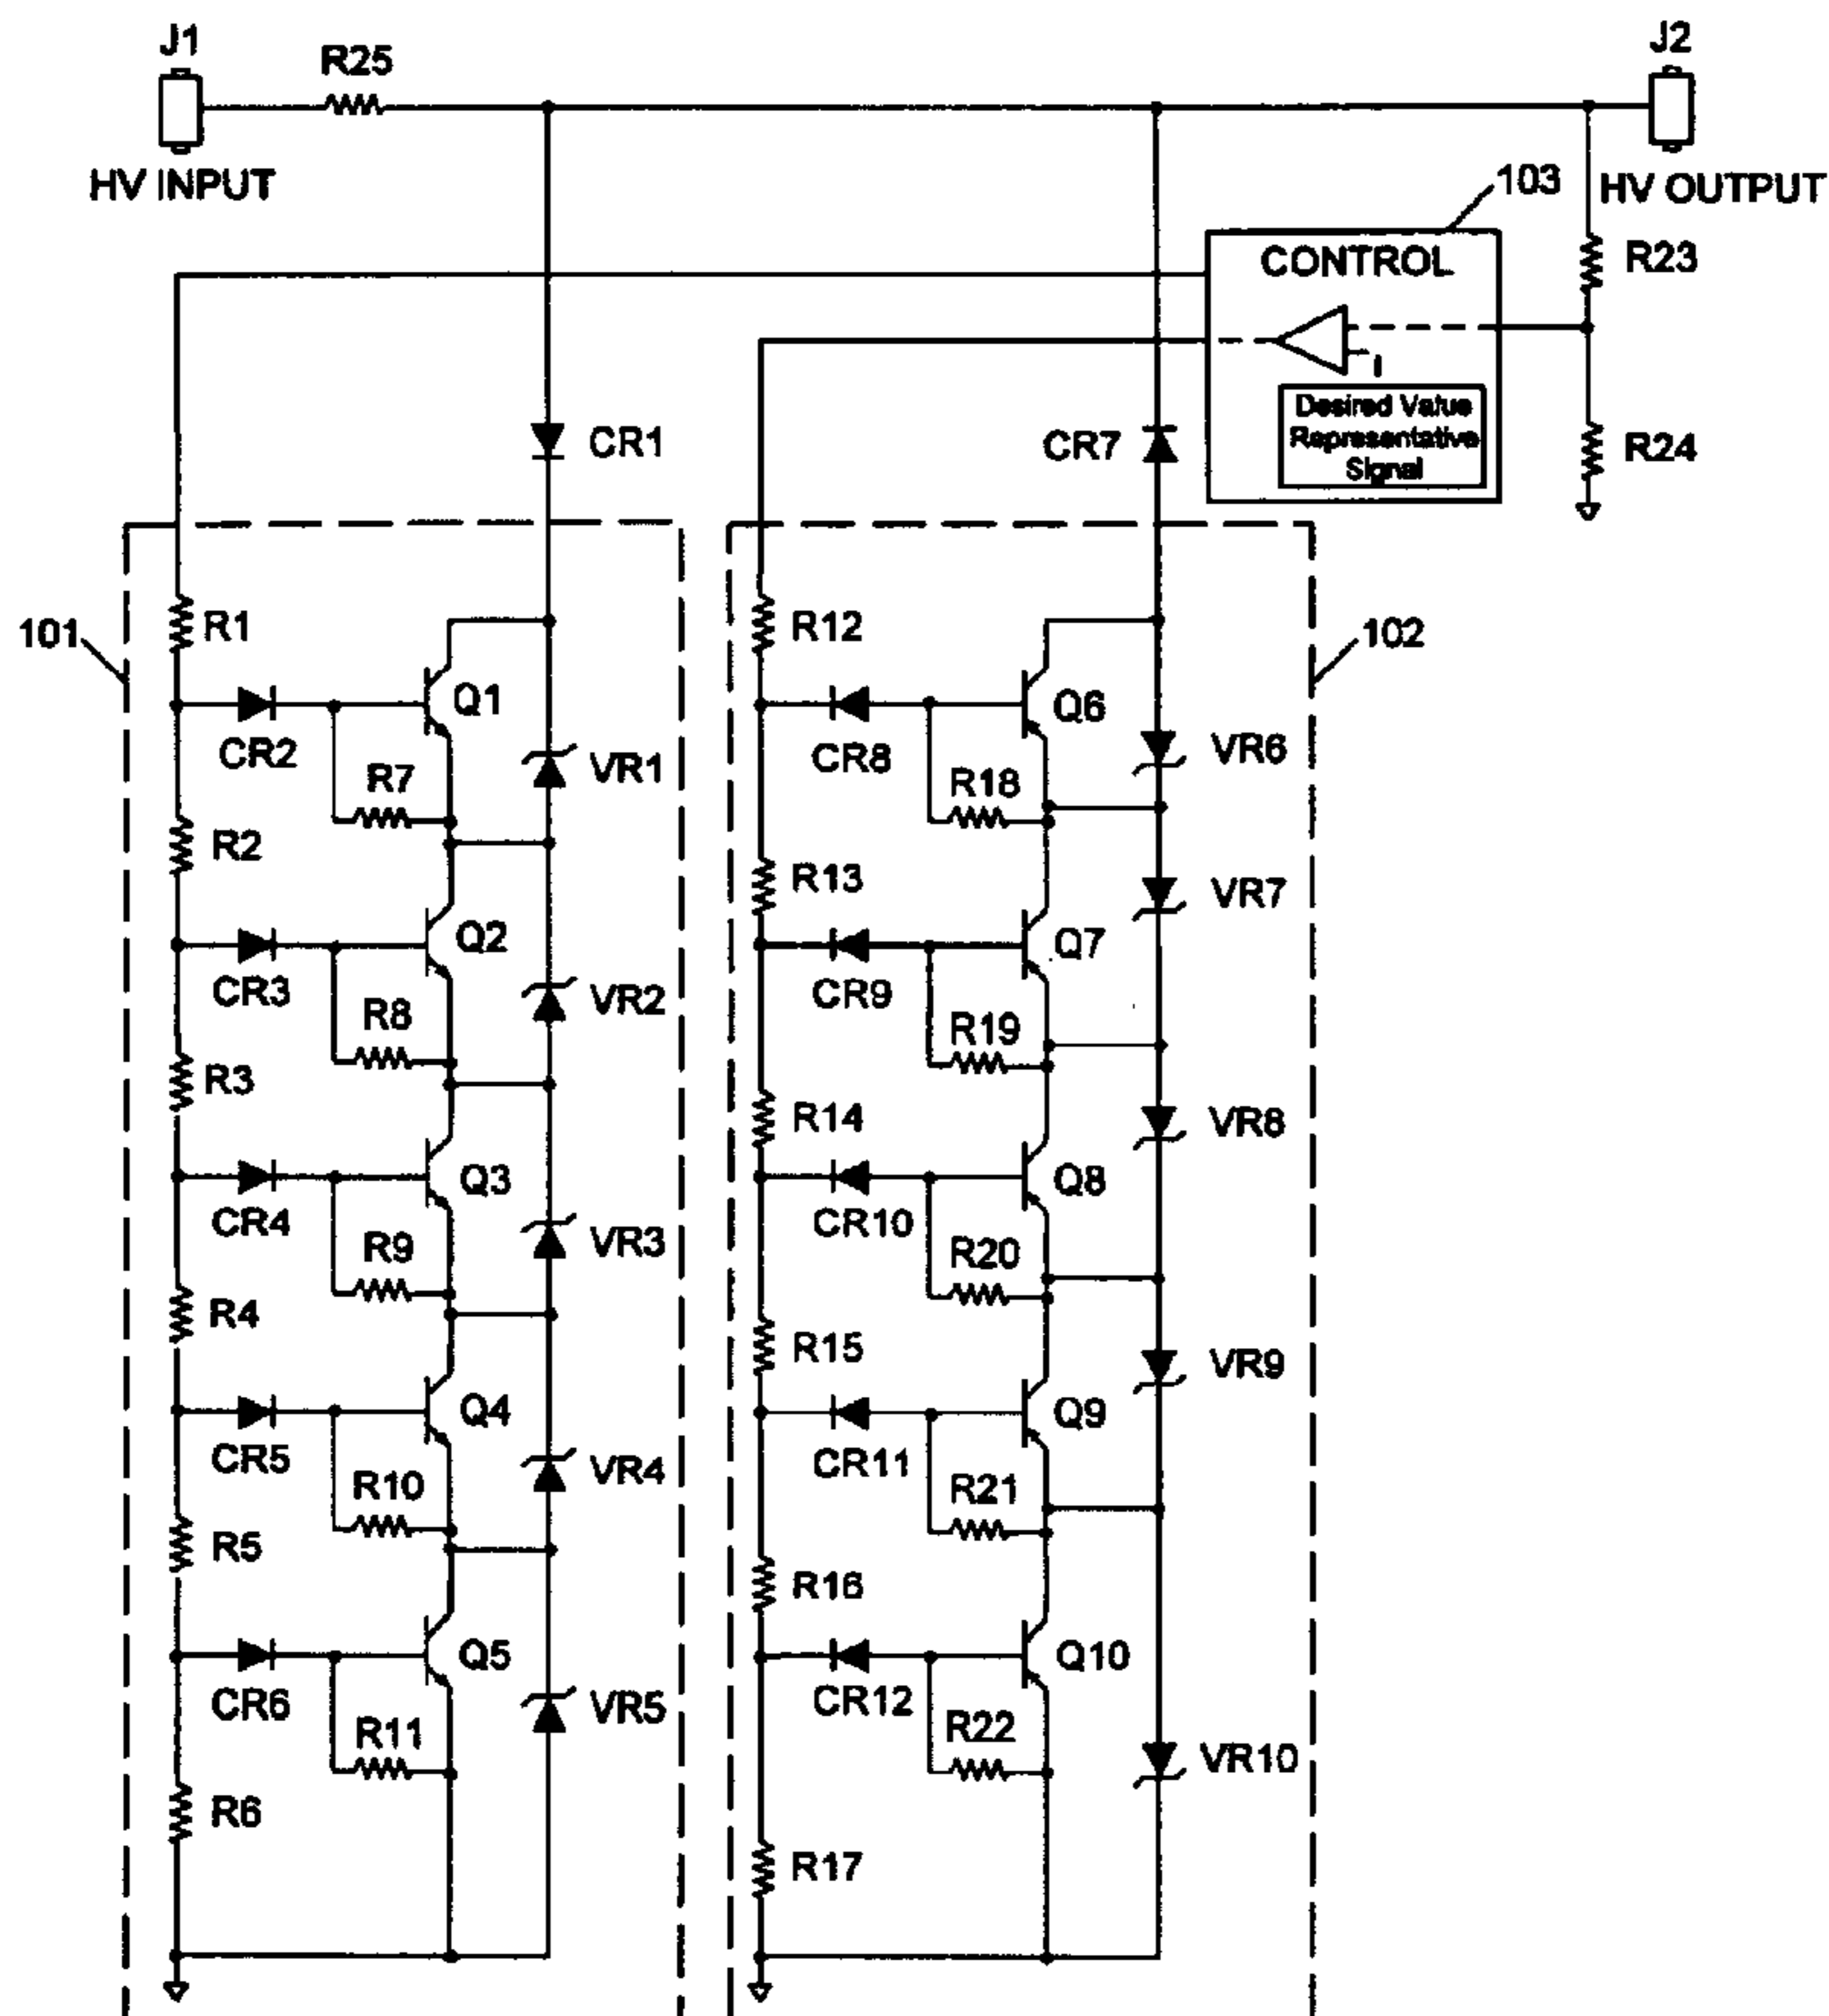 J1
R25
J2
HV INPUT
HV OUTPUT
103
CONTROL
R23
Desired Value
Representative
Signal
R24
CR1
CR7
101
102
R1
Q1
CR2
R7
VR1
R2
Q2
CR3
R8
VR2
R3
Q3
CR4
R9
VR3
R4
Q4
CR5
R10
VR4
R5
Q5
CR6
R11
VR5
R6
R12
Q6
CR8
R18
VR6
R13
VR7
Q7
CR9
R19
R14
VR8
Q8
CR10
R20
R15
VR9
Q9
CR11
R21
R16
Q10
CR12
R22
VR10
R17